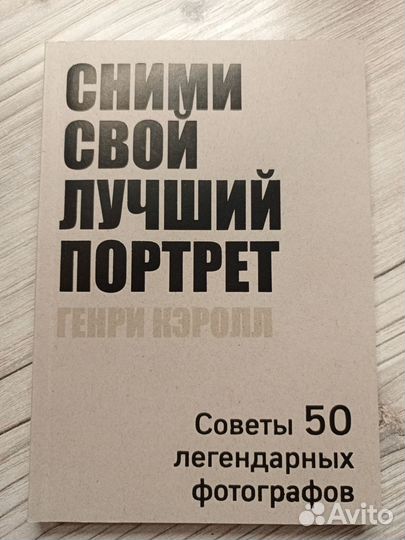 СНИМИ
СВОЙ
ЛУЧШИЙ
ПОРТРЕТ
ГЕНРИ КЭРОЛЛ
Советы 50
легендарных
фотографов
Avito